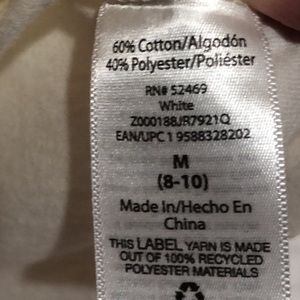 60% Cotton/Algodón
40% Polyester/Poliéster
RN# 52469
White
Z000188JR7921Q
EAN/UPC 1 9588328202
M
(8-10)
Made In/Hecho En
China
THIS LABEL YARN IS MADE
OUT OF 100% RECYCLED
POLYESTER MATERIALS